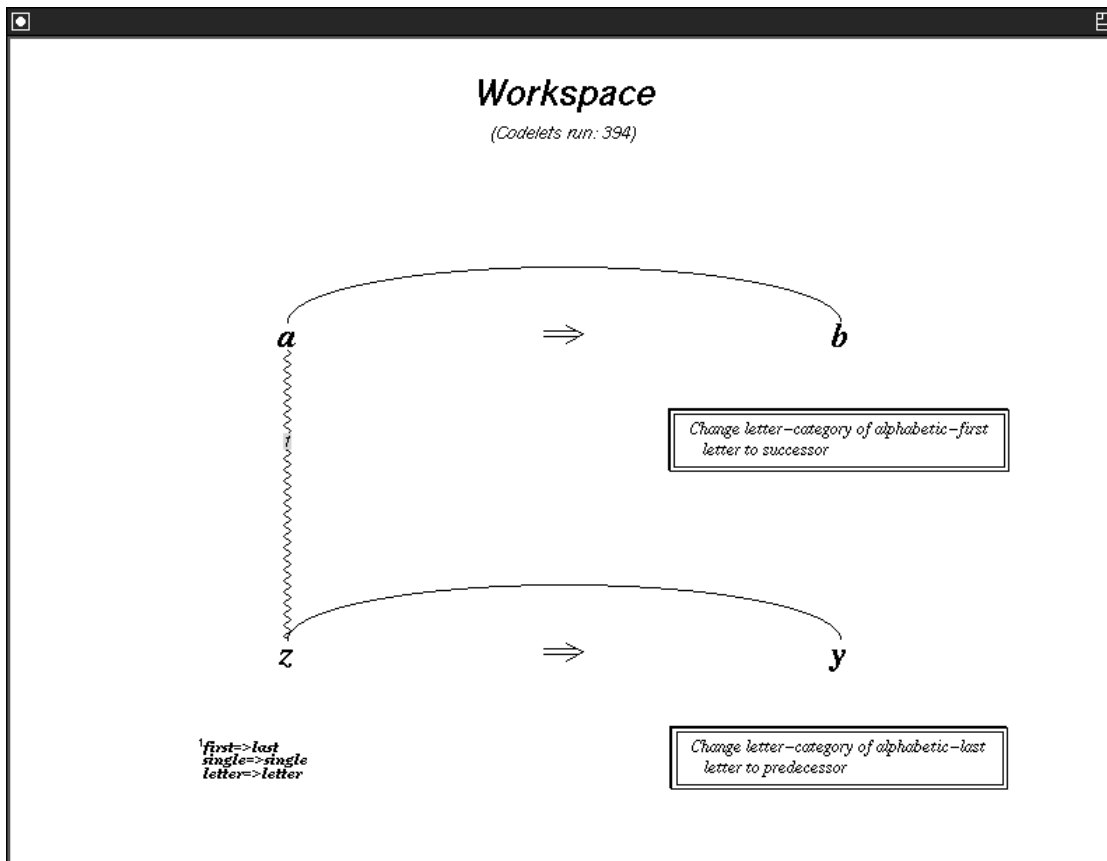 Workspace
(Codelets run: 394)
a ⇒ b
1
Change letter-category of alphabetic-first
letter to successor
z ⇒ y
1first=>last
single=>single
letter=>letter
Change letter-category of alphabetic-last
letter to predecessor